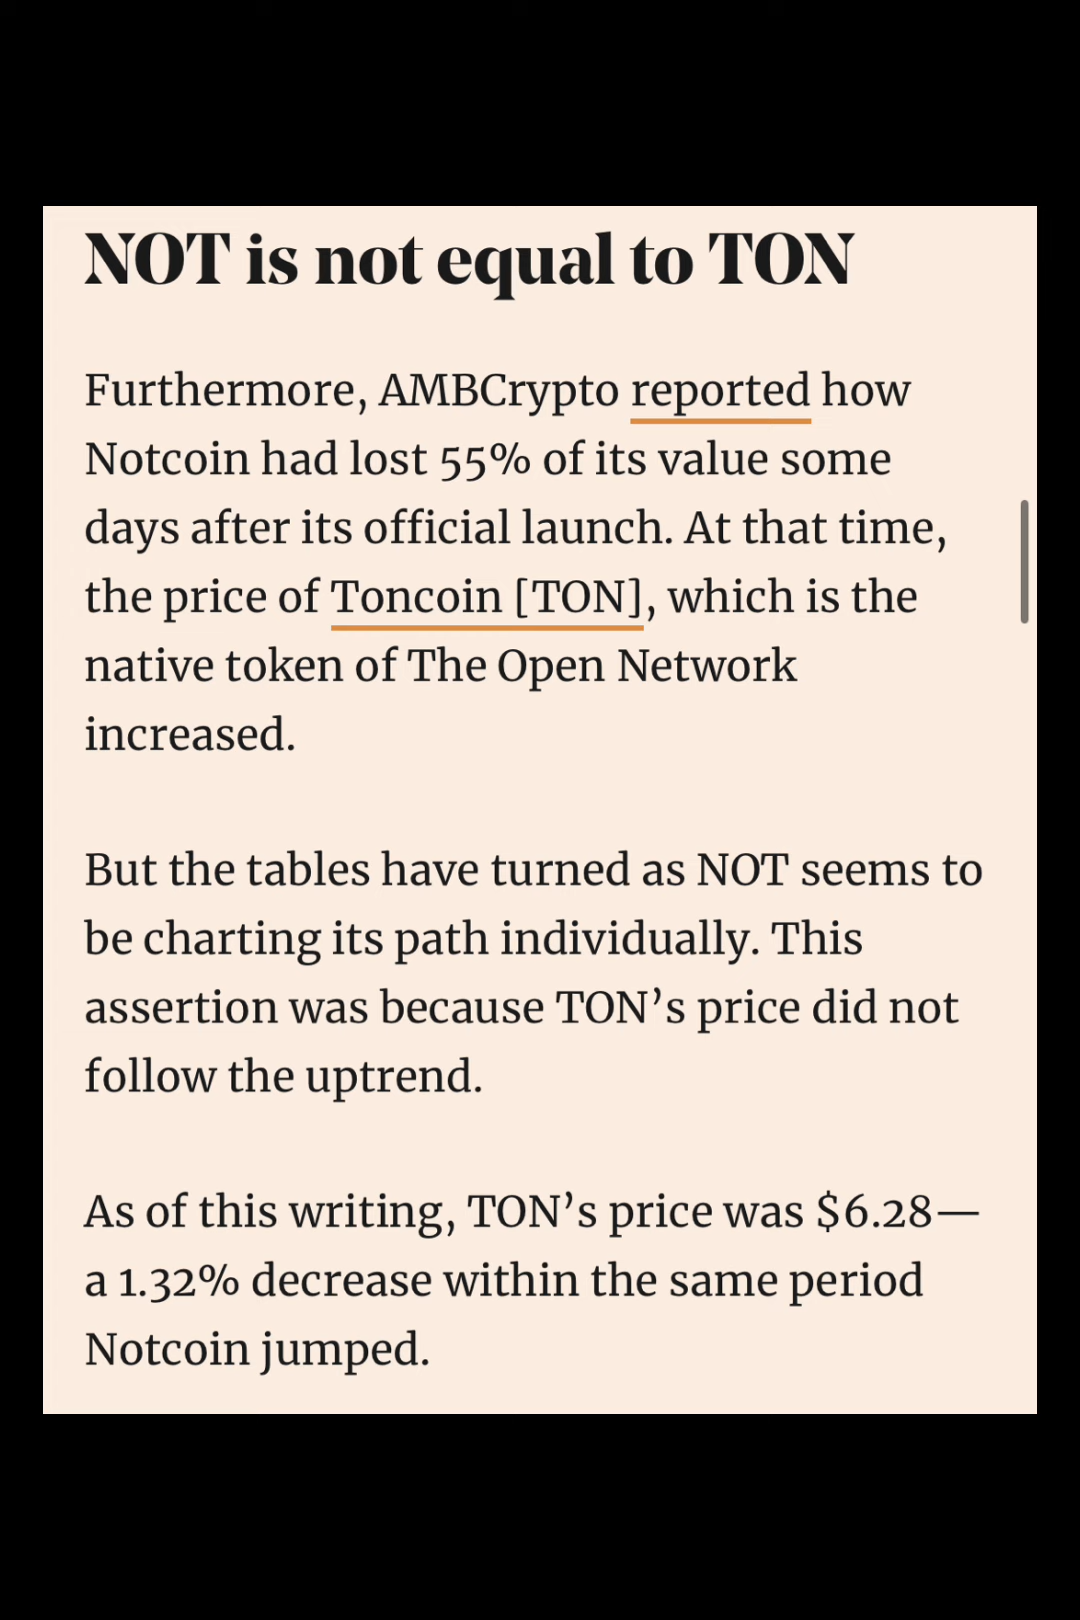 NOT is not equal to TON
Furthermore, AMBCrypto reported how
Notcoin had lost 55% of its value some
days after its official launch. At that time,
the price of Toncoin [TON], which is the
native token of The Open Network
increased.
But the tables have turned as NOT seems to
be charting its path individually. This
assertion was because TON’s price did not
follow the uptrend.
As of this writing, TON’s price was $6.28—
a 1.32% decrease within the same period
Notcoin jumped.